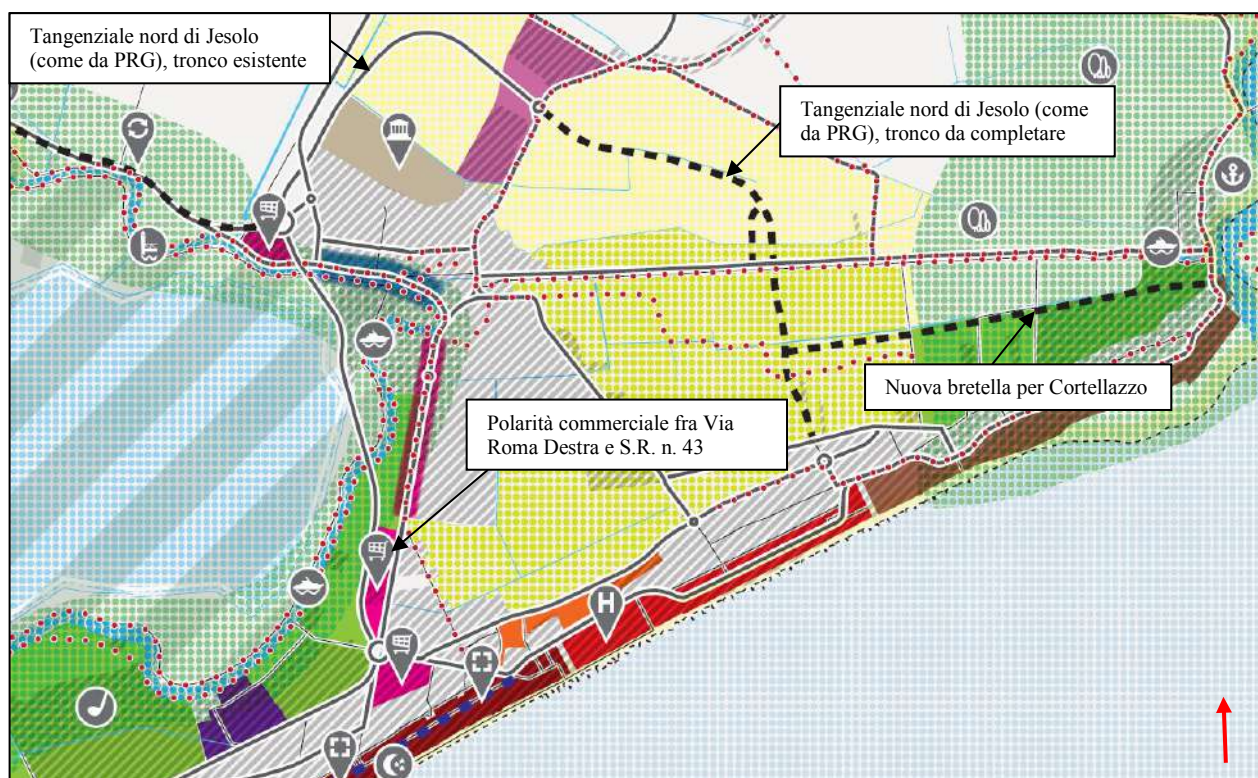 Tangenziale nord di Jesolo
(come da PRG), tronco esistente
Tangenziale nord di Jesolo (come
da PRG), tronco da completare
Nuova bretella per Cortellazzo
Polarità commerciale fra Via
Roma Destra e S.R. n. 43
H